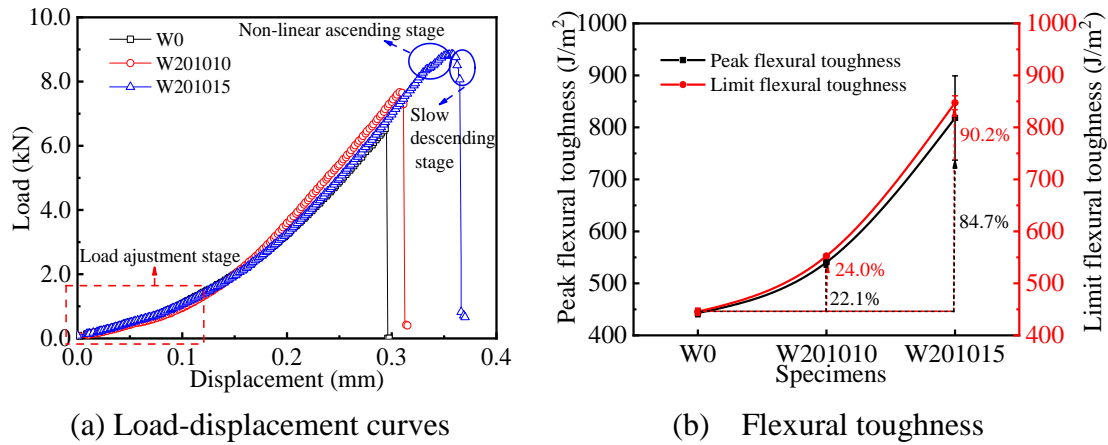 10.0
8.0
6.0
4.0
2.0
0.0
Load (kN)
0.0 0.1 0.2 0.3 0.4
Displacement (mm)
W0
W201010
W201015
Non-linear ascending stage
Slow
descending
stage
Load ajustment stage
(a) Load-displacement curves
1000
900
800
700
600
500
400
Peak flexural toughness (J/m²)
Peak flexural toughness
Limit flexural toughness
90.2%
84.7%
24.0%
22.1%
W0 W201010 W201015
Specimens
1000
900
800
700
600
500
400
Limit flexural toughness (J/m²)
(b) Flexural toughness